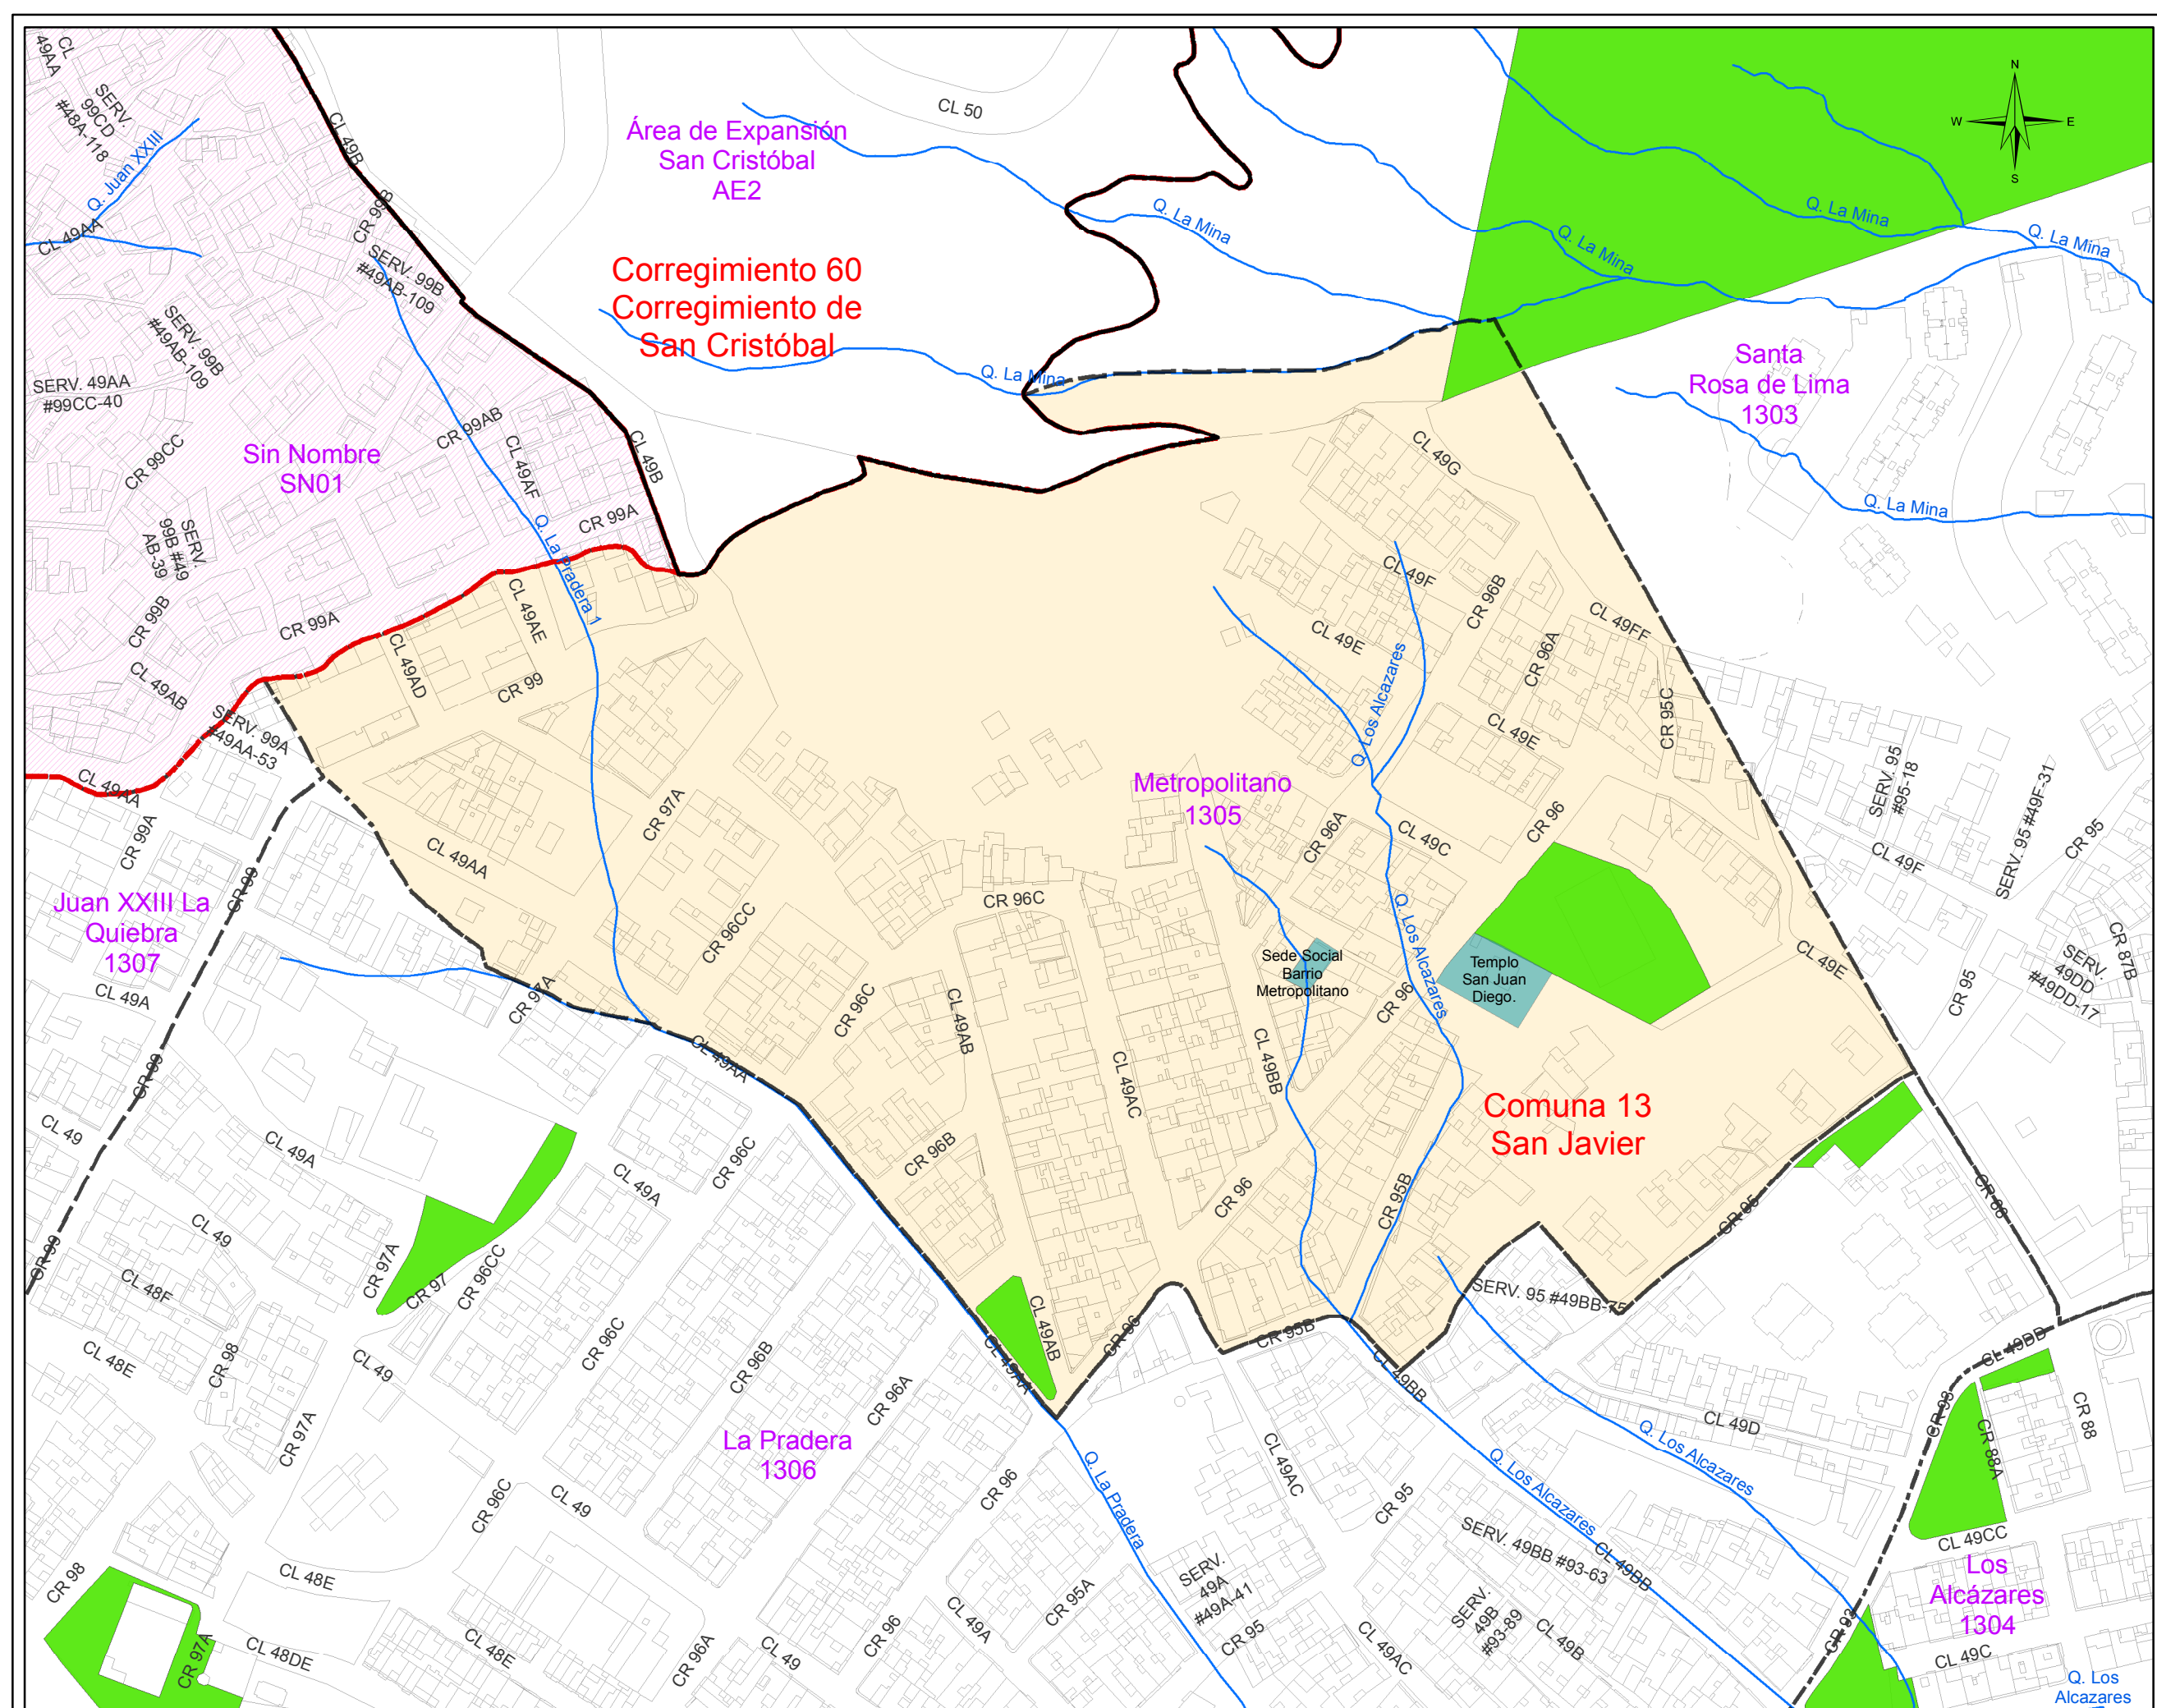 CL
49AA
SERV.
99CD
#48A-118
Q. Juan XXIII
CL 49AA
CL 49B
CR 99B
SERV. 99B
#49AB-109
SERV. 99B
#49AB-109
SERV. 49AA
#99CC-40
CR 99CC
CR 99AB
CL 49AF
CL 49B
Sin Nombre
SN01
SERV.
99B #49
AB-39
CR 99A
Q. La Pradera 1
CR 99B
CR 99A
CL 49AB
CL 49AE
CL 49AD
CR 99
SERV. 99A
#49AA-53
CL 49AA
CL 50
Área de Expansión
San Cristóbal
AE2
Corregimiento 60
Corregimiento de
San Cristóbal
Q. La Mina
Q. La Mina
Q. La Mina
Q. La Mina
Q. La Mina
N
W
E
S
Santa
Rosa de Lima
1303
Q. La Mina
CL 49G
CL 49F
CR 96B
CL 49FF
CL 49E
CR 96A
Q. Los Alcazares
CR 95C
CL 49E
Metropolitano
1305
CR 96A
CL 49C
CR 96
SERV. 95
#95-18
SERV. 95 #49F-31
CR 95
CL 49F
CR 99A
CR 99
Juan XXIII La
Quiebra
1307
CL 49A
CL 49AA
CR 97A
CR 96CC
CR 96C
CR 97A
CR 96C
CL 49AB
CL 49AC
CL 49BB
Sede Social
Barrio
Metropolitano
Q. Los Alcazares
CR 96
Templo
San Juan
Diego.
CL 49E
CR 95
CR 87B
SERV.
49DD
#49DD-17
CL 49AA
CR 99
CL 49
CL 49A
CR 96C
CR 96B
CL 49A
CR 96
CR 95B
Comuna 13
San Javier
CR 95
CR 88
CL 49
CR 99
CL 48F
CR 97A
CR 97
CR 96CC
CR 96C
CR 96B
CL 48E
CR 98
CL 49
CR 97A
CR 96A
CL 49AB
CL 49AA
CR 96
CR 95B
CL 49BB
SERV. 95 #49BB-75
CL 49DD
CR 93
CR 88A
CR 88
CL 49D
Q. Los Alcazares
La Pradera
1306
CR 96C
CL 49
CR 96
Q. La Pradera
CL 49AC
CR 95
Q. Los Alcazares
SERV. 49BB #93-63
CL 49BB
CL 49CC
Los
Alcázares
1304
CL 49C
CR 93
Q. Los
Alcazares
CR 98
CL 48E
CR 97A
CL 48DE
CL 48E
CR 96A
CL 49
CR 96
CL 49A
CR 95A
SERV.
49A
#49A-41
CR 95
CL 49AC
SERV.
49B
#93-89
CL 49B